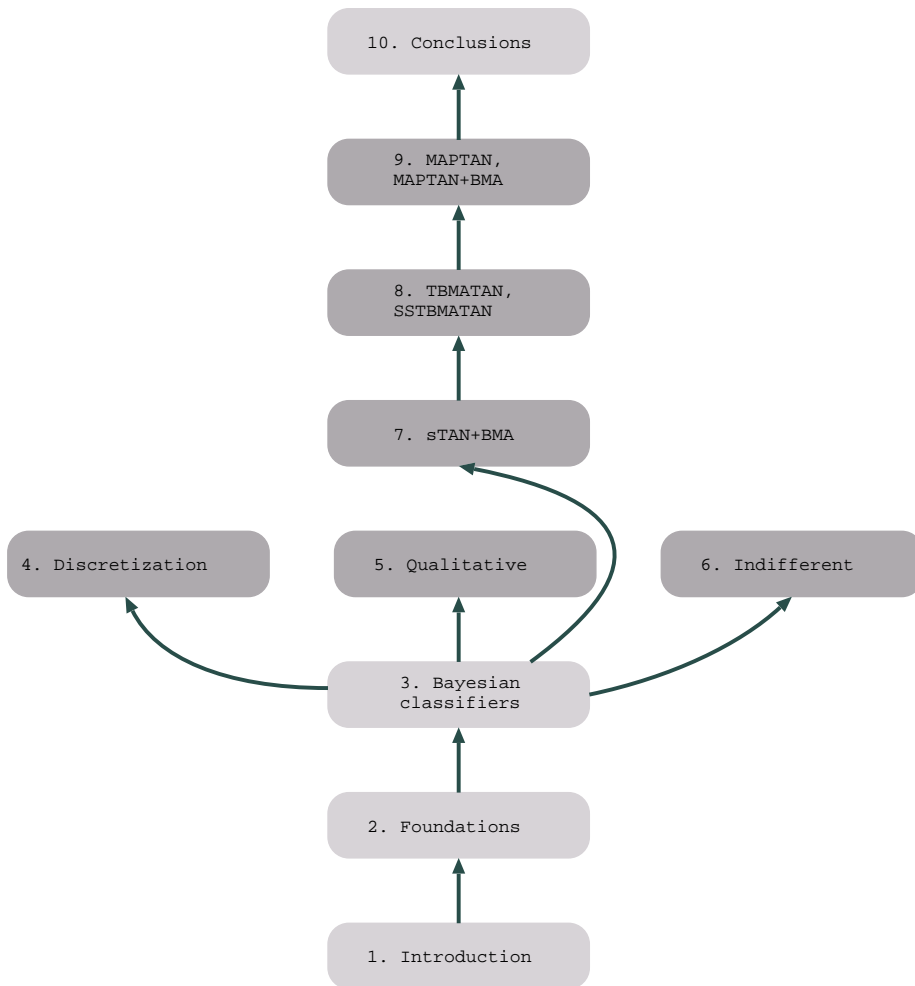 10. Conclusions
9. MAPTAN,
MAPTAN+BMA
8. TBMATAN,
SSTBMATAN
7. sTAN+BMA
4. Discretization
5. Qualitative
6. Indifferent
3. Bayesian
classifiers
2. Foundations
1. Introduction